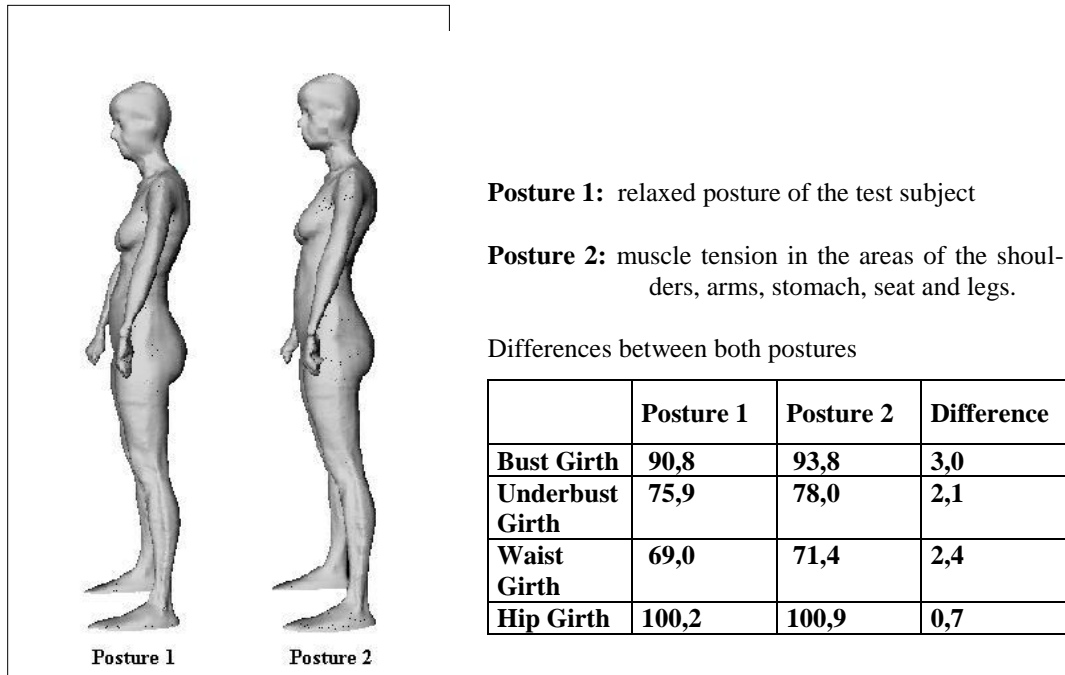 Posture 1 Posture 2
Posture 1: relaxed posture of the test subject
Posture 2: muscle tension in the areas of the shoul-
ders, arms, stomach, seat and legs.
Differences between both postures
Posture 1 Posture 2 Difference
Bust Girth 90,8 93,8 3,0
Underbust 75,9 78,0 2,1
Girth
Waist 69,0 71,4 2,4
Girth
Hip Girth 100,2 100,9 0,7